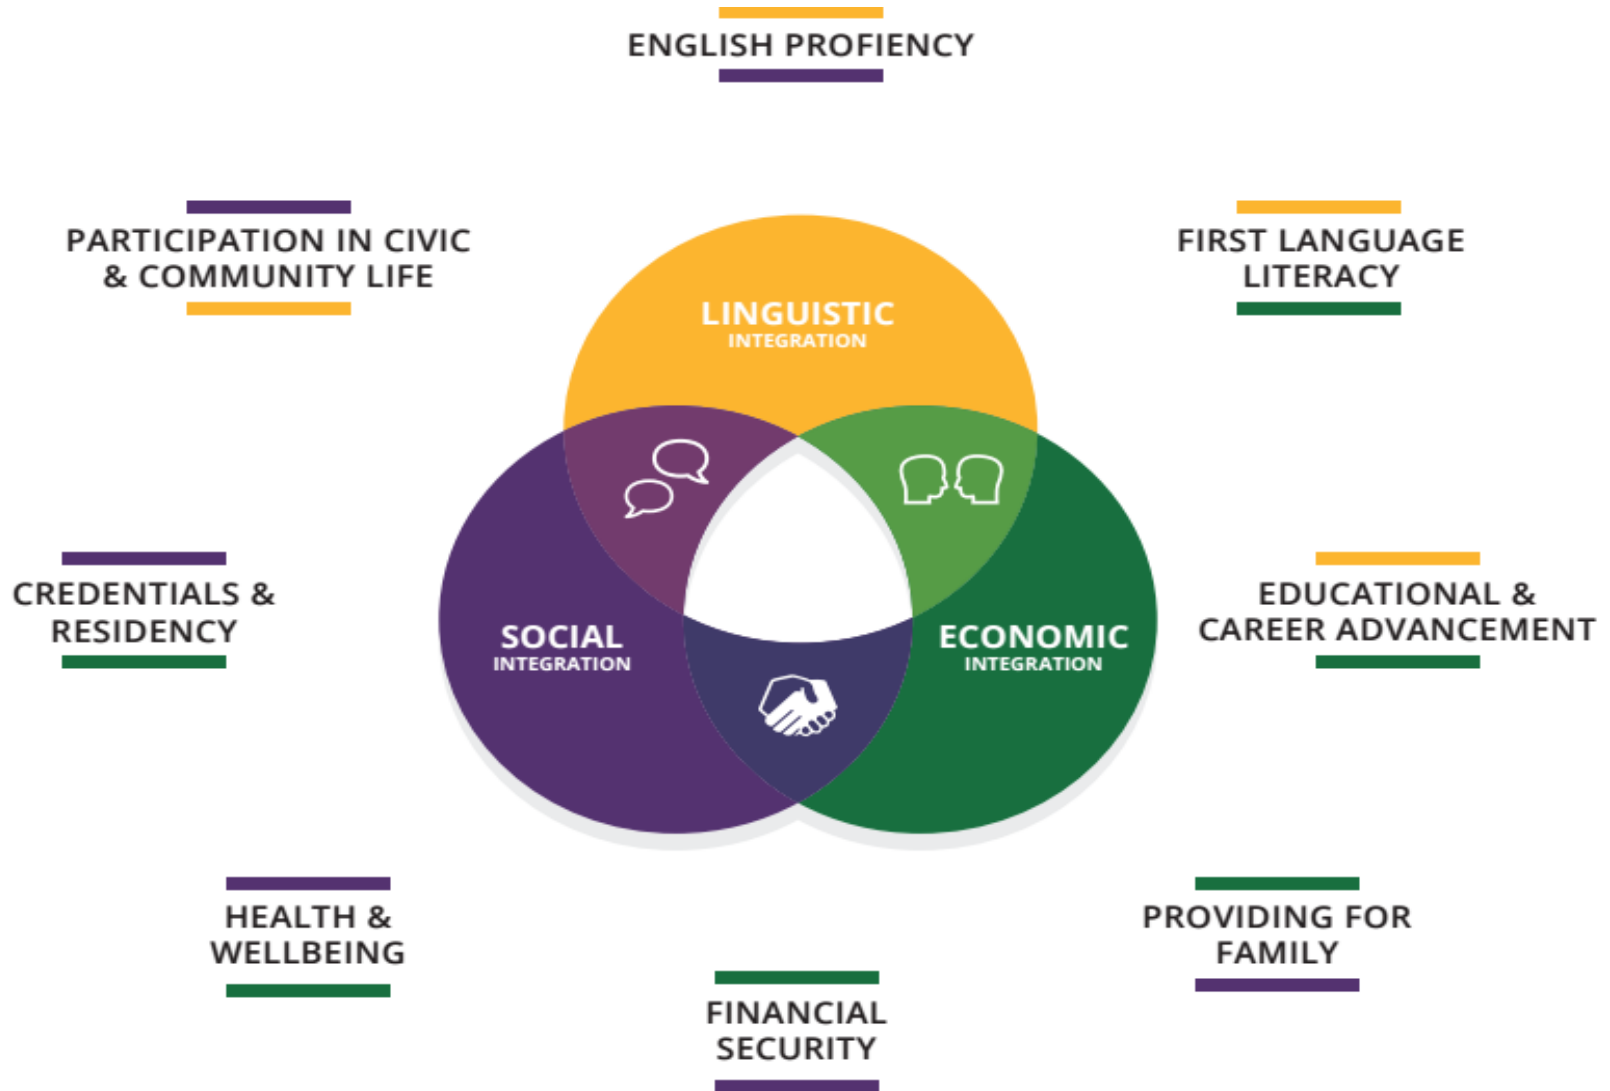 ENGLISH PROFIENCY
PARTICIPATION IN CIVIC
& COMMUNITY LIFE
FIRST LANGUAGE
LITERACY
LINGUISTIC
INTEGRATION
CREDENTIALS &
RESIDENCY
SOCIAL
INTEGRATION
ECONOMIC
INTEGRATION
EDUCATIONAL &
CAREER ADVANCEMENT
HEALTH &
WELLBEING
PROVIDING FOR
FAMILY
FINANCIAL
SECURITY